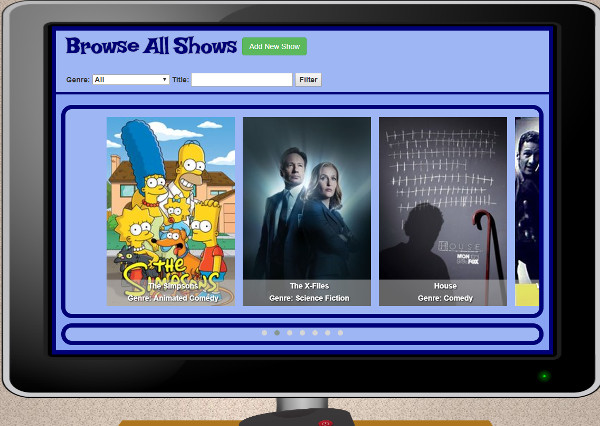 Browse All Shows
Add New Show
Genre: All Title: Filter
THE SIMPSONS
The Simpsons
Genre: Animated Comedy
The X-Files
Genre: Science Fiction
HOUSE
FOX
House
Genre: Comedy